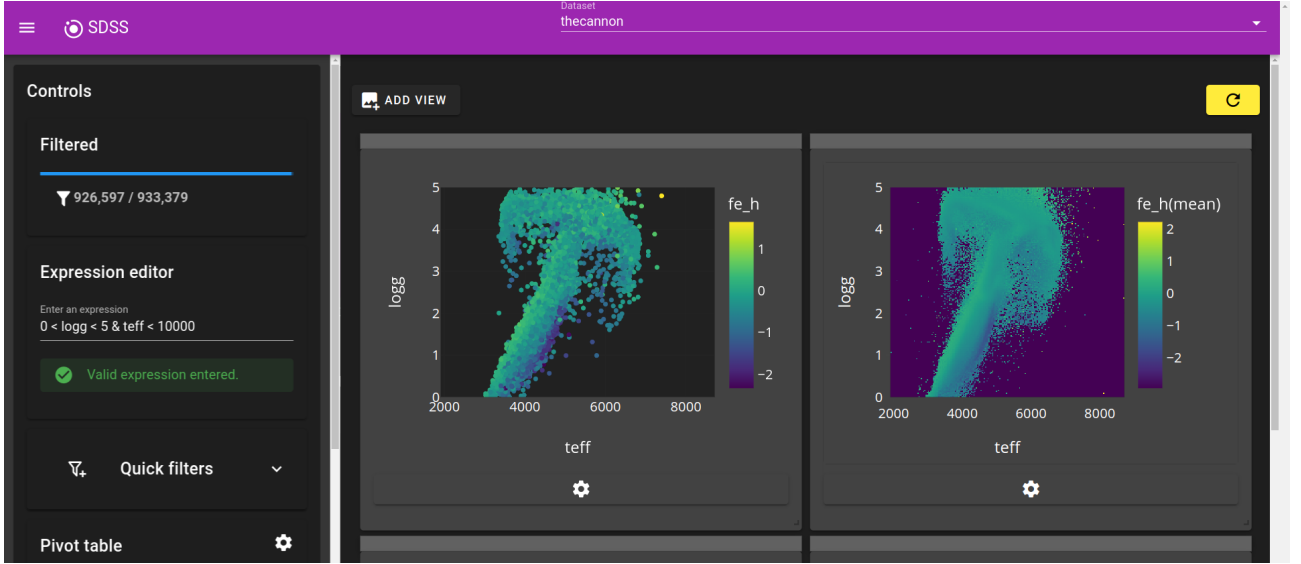 Dataset
SDSS
thecannon
Controls
Filtered
926,597 / 933,379
Expression editor
Enter an expression
0 < logg < 5 & teff < 10000
Valid expression entered.
Quick filters
Pivot table
ADD VIEW
fe_h
5
4
3
2
1
0
logg
2000
4000
6000
8000
teff
1
0
−1
−2
fe_h(mean)
5
4
3
2
1
0
logg
2000
4000
6000
8000
teff
2
1
0
−1
−2